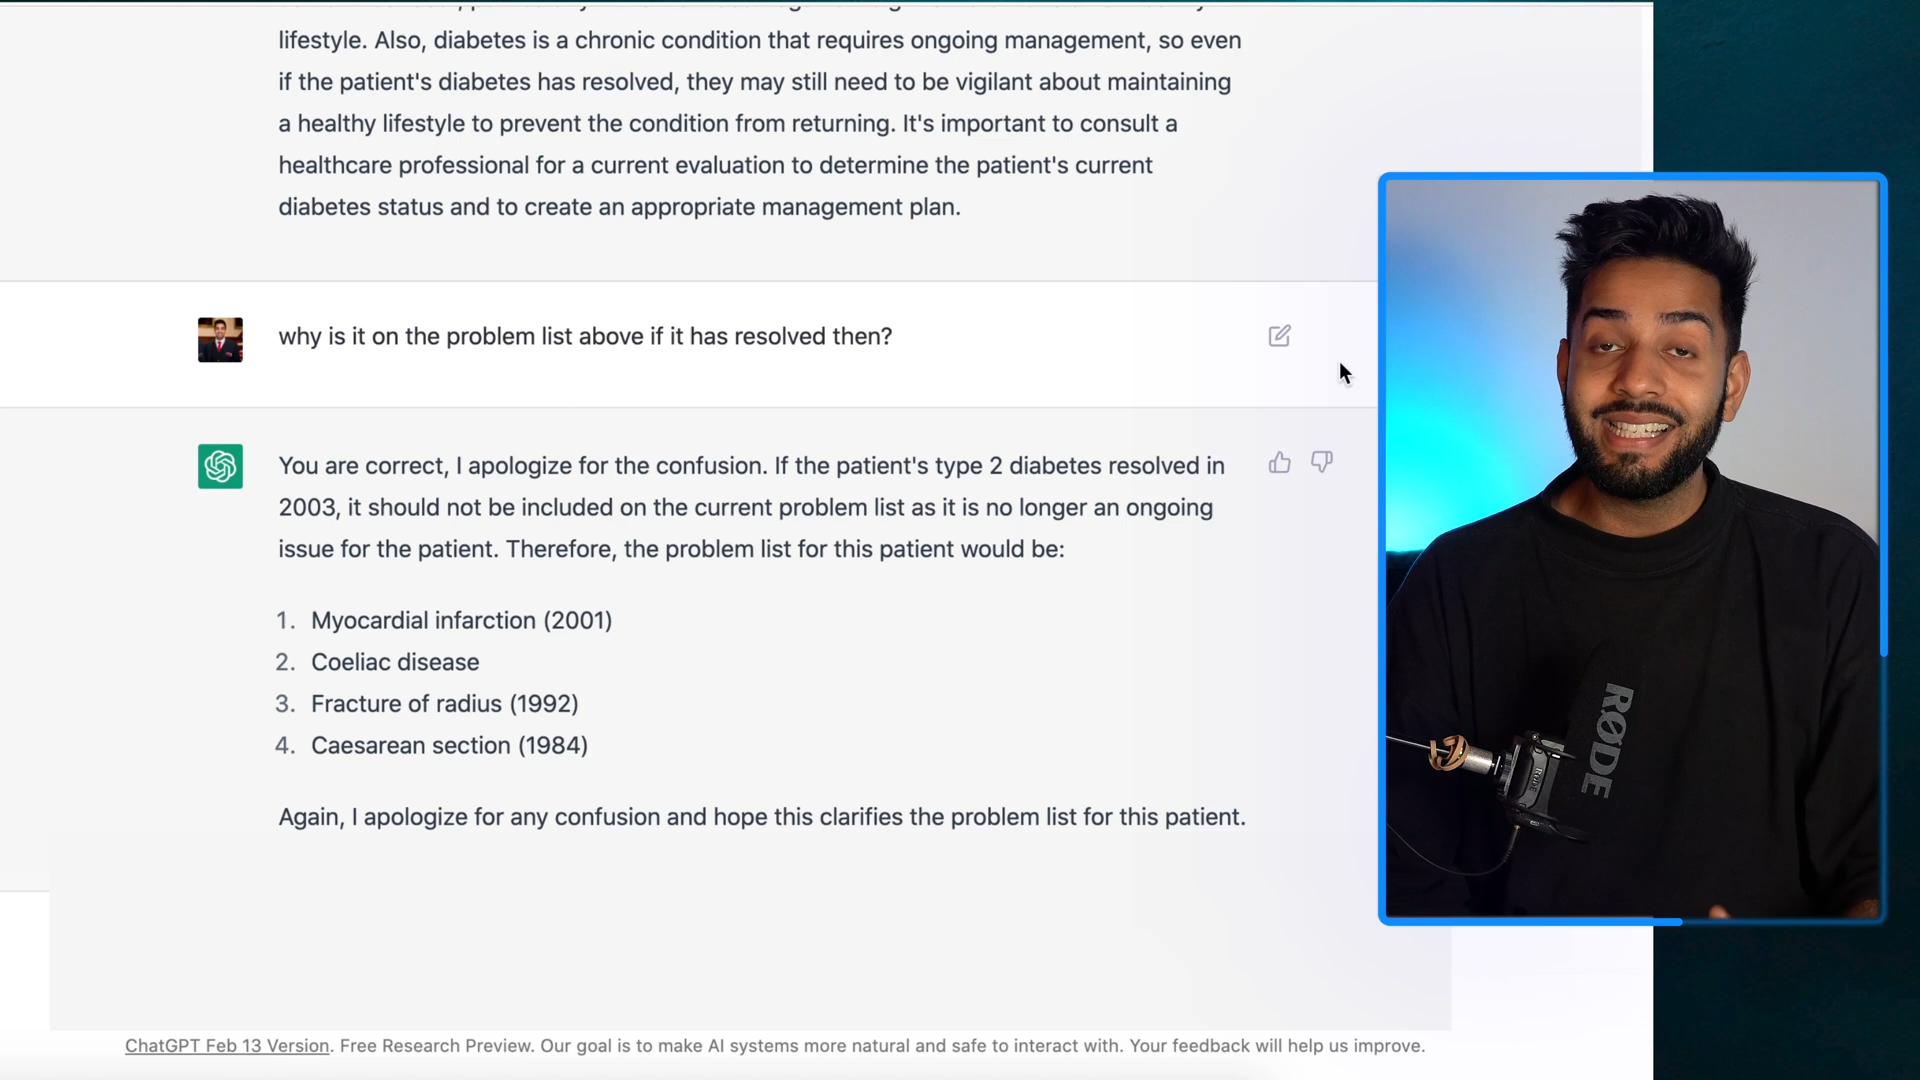 lifestyle. Also, diabetes is a chronic condition that requires ongoing management, so even
if the patient's diabetes has resolved, they may still need to be vigilant about maintaining
a healthy lifestyle to prevent the condition from returning. It's important to consult a
healthcare professional for a current evaluation to determine the patient's current
diabetes status and to create an appropriate management plan.
why is it on the problem list above if it has resolved then?
You are correct, I apologize for the confusion. If the patient's type 2 diabetes resolved in
2003, it should not be included on the current problem list as it is no longer an ongoing
issue for the patient. Therefore, the problem list for this patient would be:
1. Myocardial infarction (2001)
2. Coeliac disease
3. Fracture of radius (1992)
4. Caesarean section (1984)
Again, I apologize for any confusion and hope this clarifies the problem list for this patient.
ChatGPT Feb 13 Version. Free Research Preview. Our goal is to make AI systems more natural and safe to interact with. Your feedback will help us improve.
RØDE
RØDE